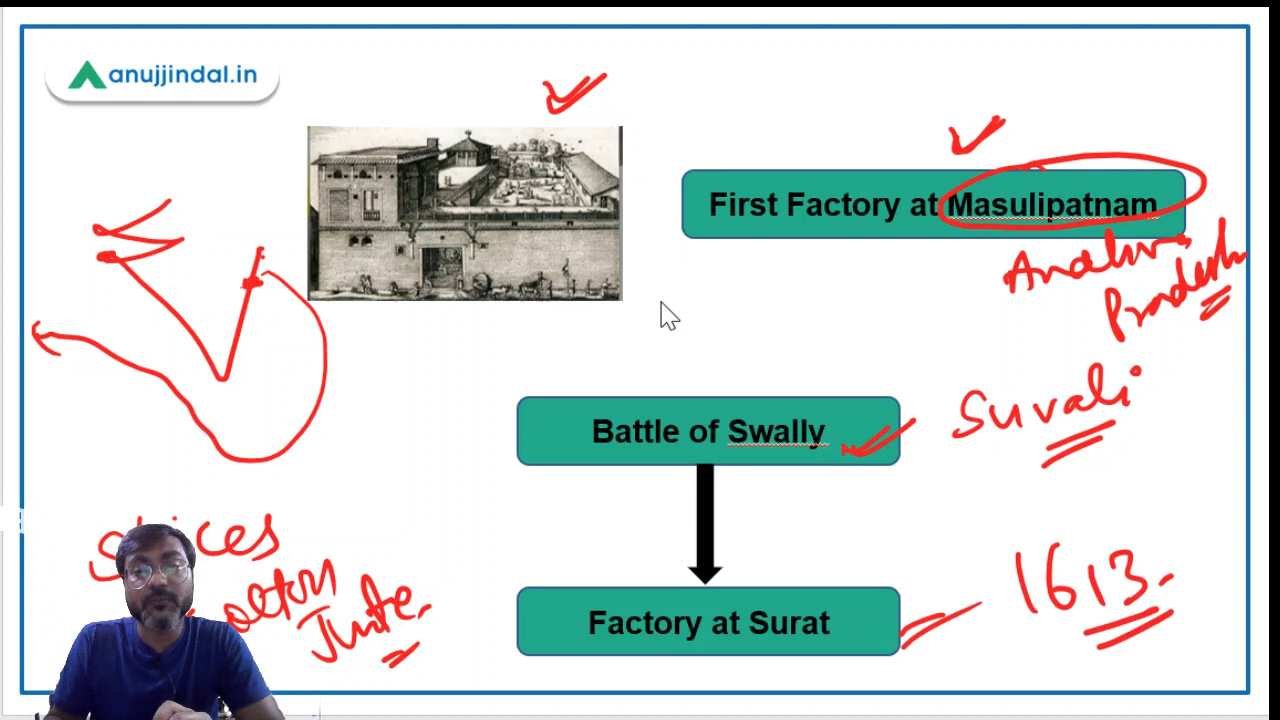 anujjindal.in
First Factory at Masulipatnam
Andhra
Pradesh
Battle of Swally
Suvali
Spices
Cotton
Jute
Factory at Surat
1613